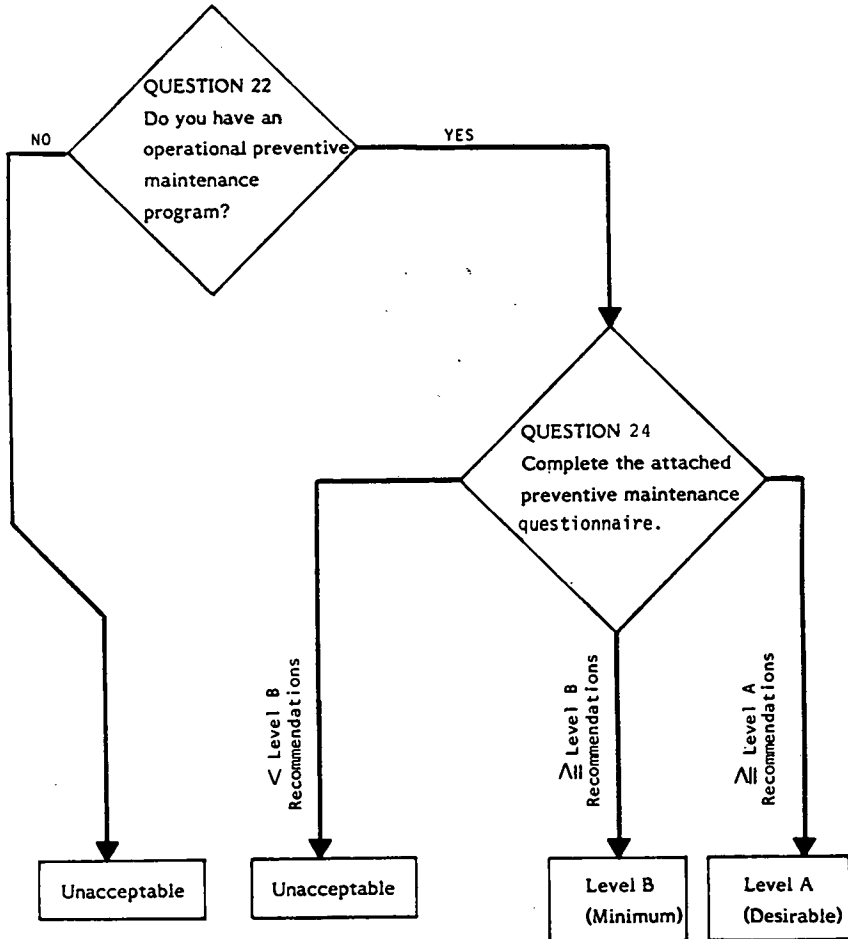 QUESTION 22
Do you have an
operational preventive
maintenance
program?
NO
YES
QUESTION 24
Complete the attached
preventive maintenance
questionnaire.
< Level B
Recommendations
≧ Level B
Recommendations
≧ Level A
Recommendations
Unacceptable
Unacceptable
Level B
(Minimum)
Level A
(Desirable)